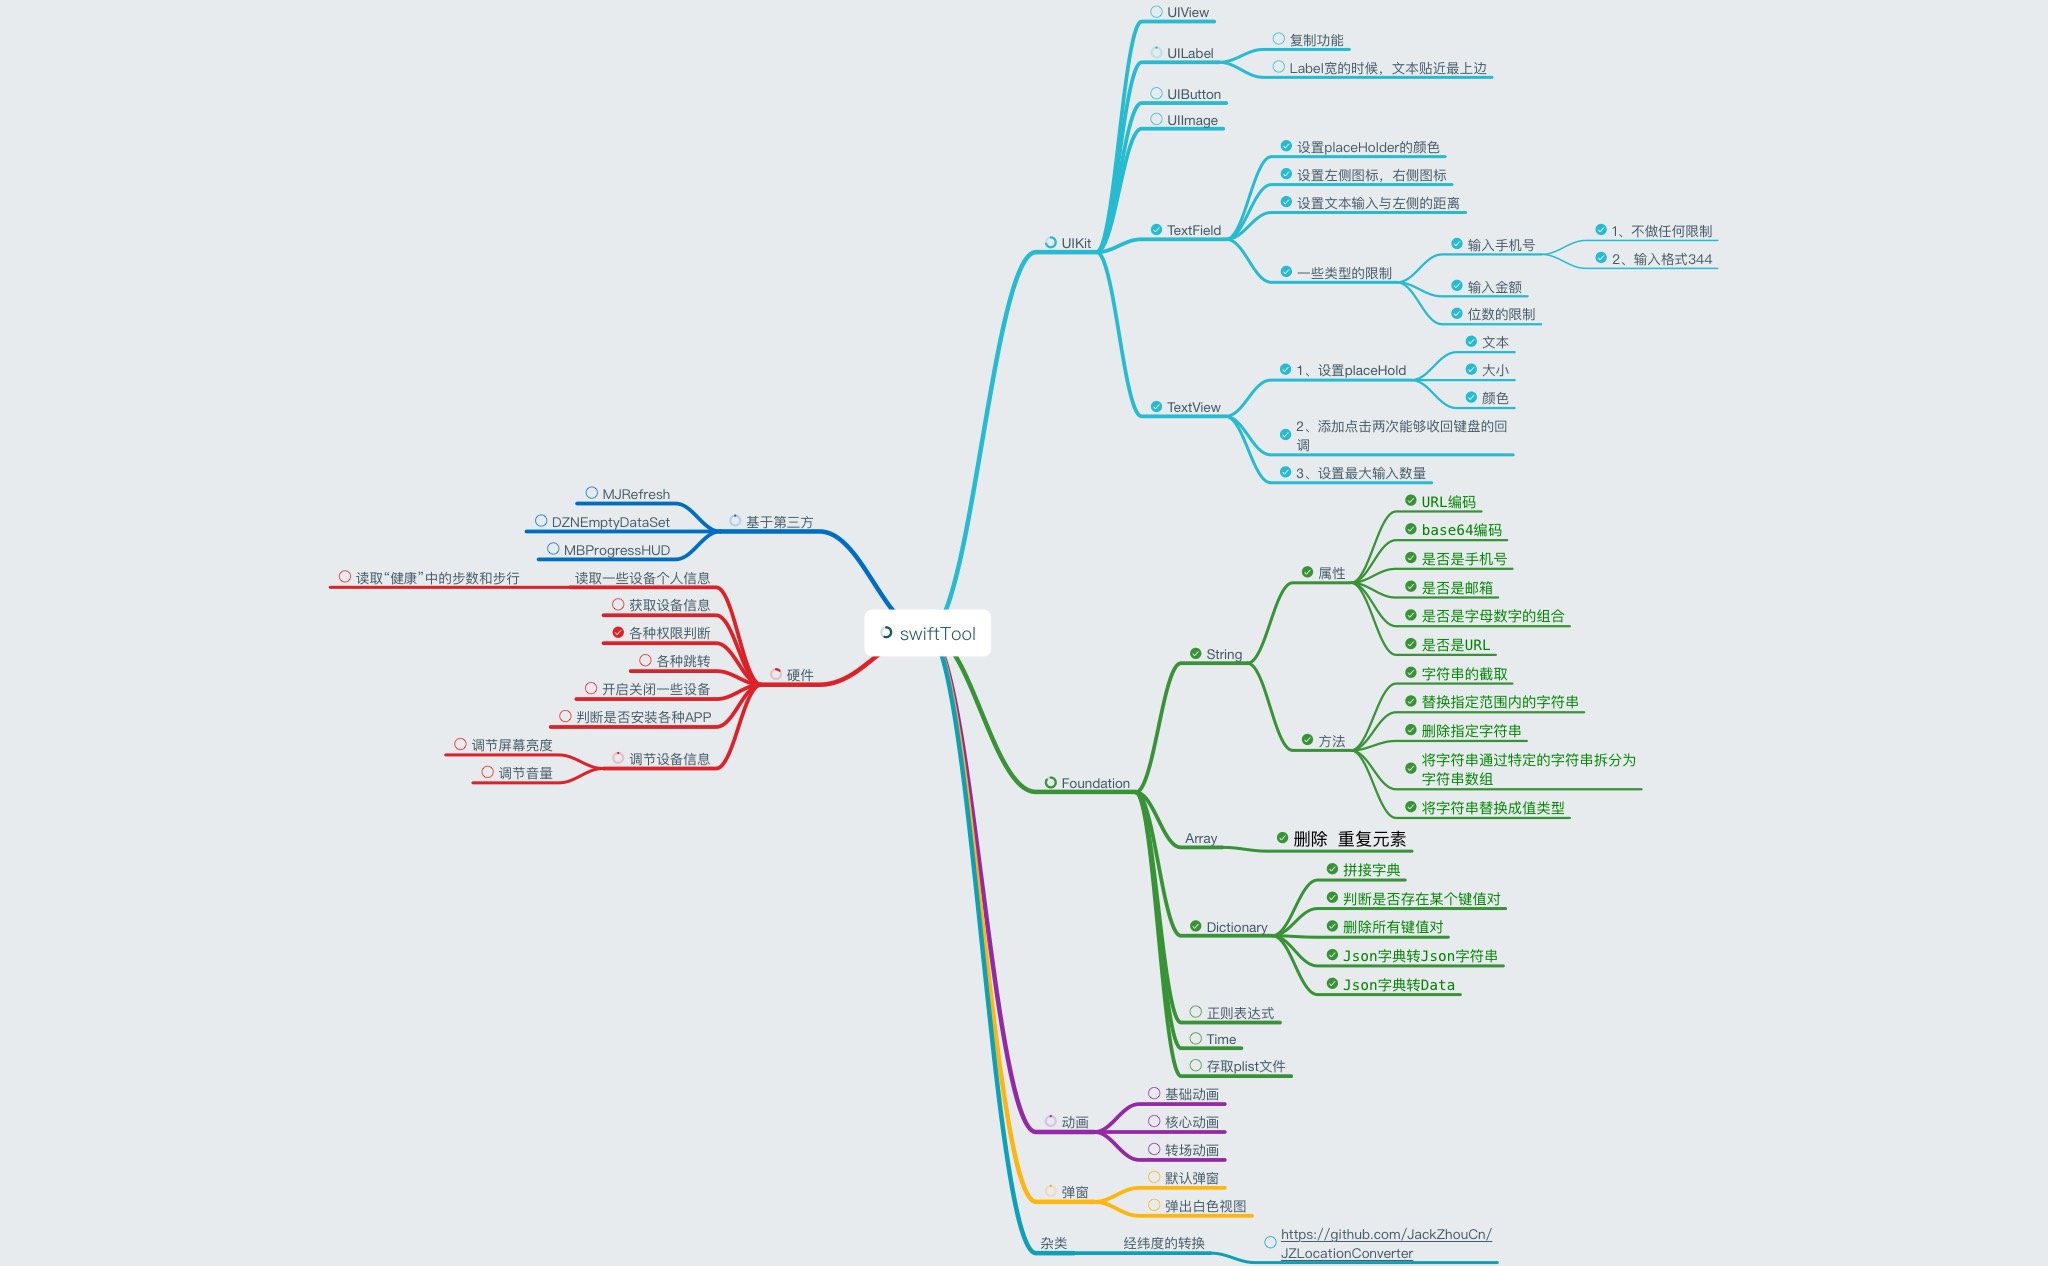 swiftTool
UIKit
UIView
UILabel
复制功能
Label宽的时候，文本贴近最上边
UIButton
UIImage
TextField
设置placeHolder的颜色
设置左侧图标，右侧图标
设置文本输入与左侧的距离
一些类型的限制
输入手机号
1、不做任何限制
2、输入格式344
输入金额
位数的限制
TextView
1、设置placeHold
文本
大小
颜色
2、添加点击两次能够收回键盘的回
调
3、设置最大输入数量
Foundation
String
属性
URL编码
base64编码
是否是手机号
是否是邮箱
是否是字母数字的组合
是否是URL
方法
字符串的截取
替换指定范围内的字符串
删除指定字符串
将字符串通过特定的字符串拆分为
字符串数组
将字符串替换成值类型
Array
删除 重复元素
Dictionary
拼接字典
判断是否存在某个键值对
删除所有键值对
Json字典转Json字符串
Json字典转Data
正则表达式
Time
存取plist文件
动画
基础动画
核心动画
转场动画
弹窗
默认弹窗
弹出白色视图
杂类
经纬度的转换
https://github.com/JackZhouCn/
JZLocationConverter
基于第三方
MJRefresh
DZNEmptyDataSet
MBProgressHUD
硬件
读取一些设备个人信息
读取“健康”中的步数和步行
获取设备信息
各种权限判断
各种跳转
开启关闭一些设备
判断是否安装各种APP
调节设备信息
调节屏幕亮度
调节音量